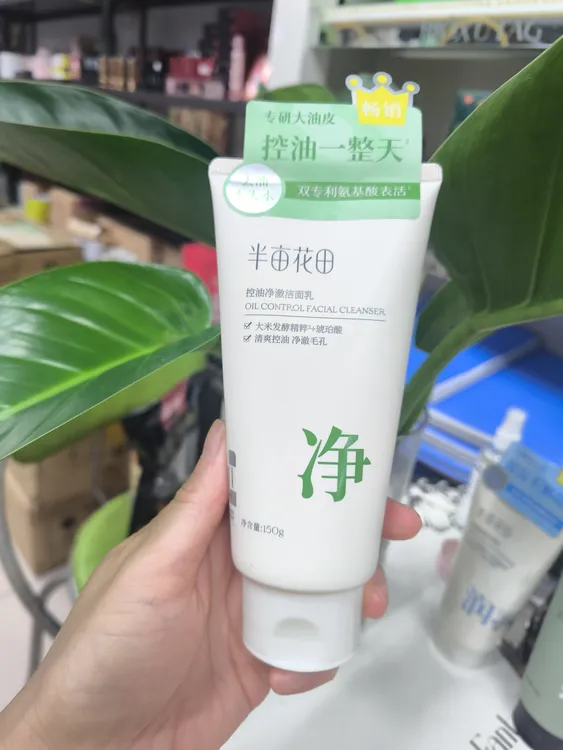 畅销
专研大油皮
控油一整天
双专利氨基酸表活
半亩花田
控油净澈洁面乳
OIL CONTROL FACIAL CLEANSER
大米发酵精粹²+琥珀酸
清爽控油 净澈毛孔
净
净含量:150g
润